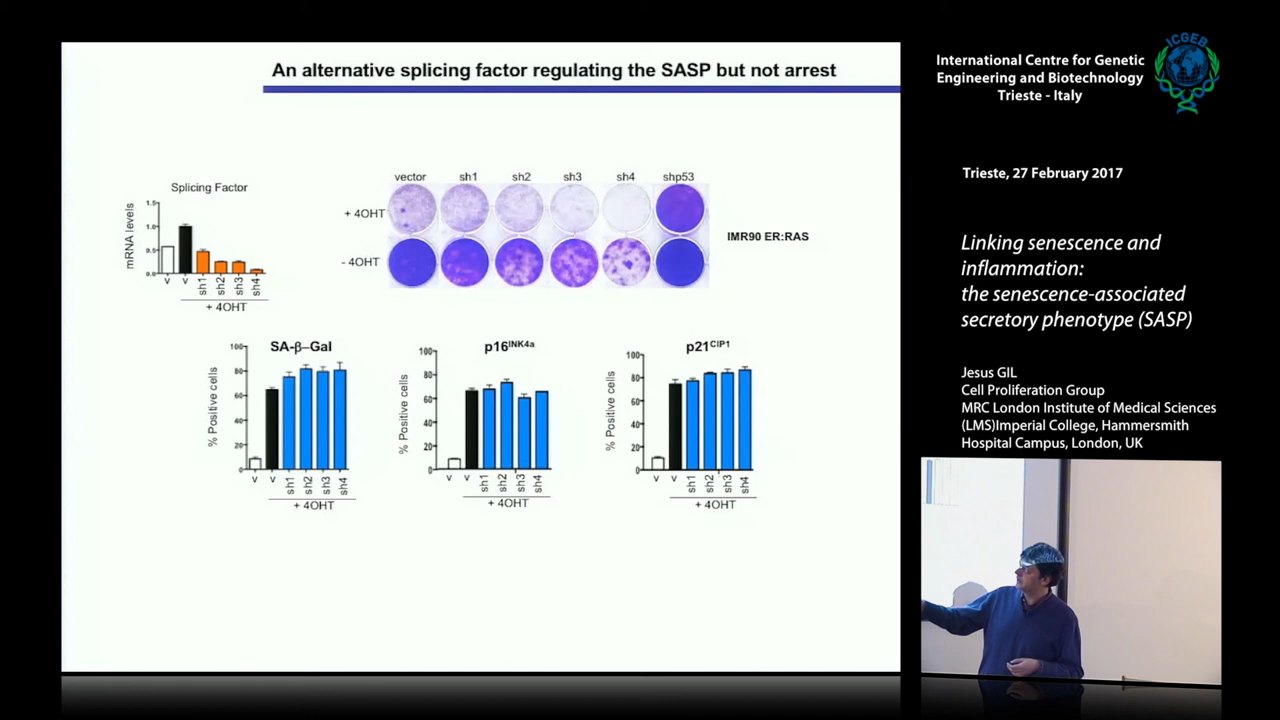 An alternative splicing factor regulating the SASP but not arrest
Splicing Factor
mRNA levels
1.5
1.0
0.5
0.0
v
v
sh1
sh2
sh3
sh4
+ 4OHT
vector
sh1
sh2
sh3
sh4
shp53
+ 4OHT
- 4OHT
IMR90 ER:RAS
SA-β–Gal
% Positive cells
100
80
60
40
20
0
v
v
sh1
sh2
sh3
sh4
+ 4OHT
p16INK4a
% Positive cells
100
80
60
40
20
0
v
v
sh1
sh2
sh3
sh4
+ 4OHT
p21CIP1
% Positive cells
100
80
60
40
20
0
v
v
sh1
sh2
sh3
sh4
+ 4OHT
International Centre for Genetic
Engineering and Biotechnology
Trieste - Italy
ICGEB
Trieste, 27 February 2017
Linking senescence and
inflammation:
the senescence-associated
secretory phenotype (SASP)
Jesus GIL
Cell Proliferation Group
MRC London Institute of Medical Sciences
(LMS)Imperial College, Hammersmith
Hospital Campus, London, UK